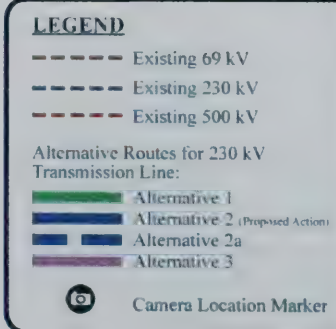 LEGEND
Existing 69 kV
Existing 230 kV
Existing 500 kV
Alternative Routes for 230 kV
Transmission Line:
Alternative 1
Alternative 2 (Proposed Action)
Alternative 2a
Alternative 3
Camera Location Marker